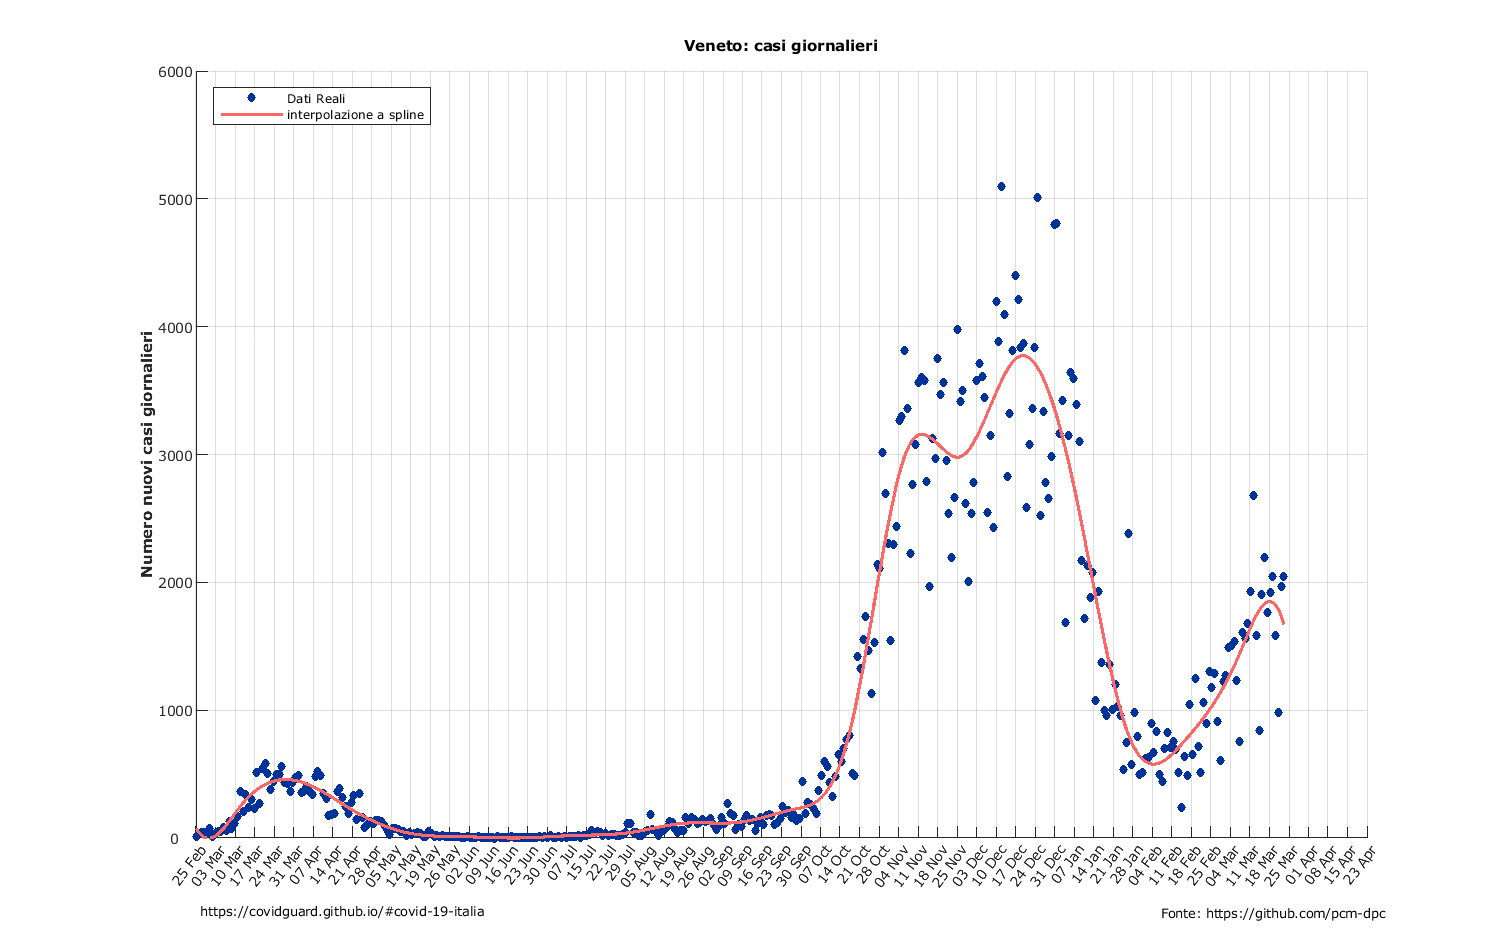 Veneto: casi giornalieri
6000
5000
4000
3000
2000
1000
0
Dati Reali
interpolazione a spline
Numero nuovi casi giornalieri
25 Feb
03 Mar
10 Mar
17 Mar
24 Mar
31 Mar
07 Apr
14 Apr
21 Apr
28 Apr
05 May
12 May
19 May
26 May
02 Jun
09 Jun
16 Jun
23 Jun
30 Jun
07 Jul
15 Jul
22 Jul
29 Jul
05 Aug
12 Aug
19 Aug
26 Aug
02 Sep
09 Sep
16 Sep
23 Sep
30 Sep
07 Oct
14 Oct
21 Oct
28 Oct
04 Nov
11 Nov
18 Nov
25 Nov
03 Dec
10 Dec
17 Dec
24 Dec
31 Dec
07 Jan
14 Jan
21 Jan
28 Jan
04 Feb
11 Feb
18 Feb
25 Feb
04 Mar
11 Mar
18 Mar
25 Mar
01 Apr
08 Apr
15 Apr
23 Apr
https://covidguard.github.io/#covid-19-italia
Fonte: https://github.com/pcm-dpc